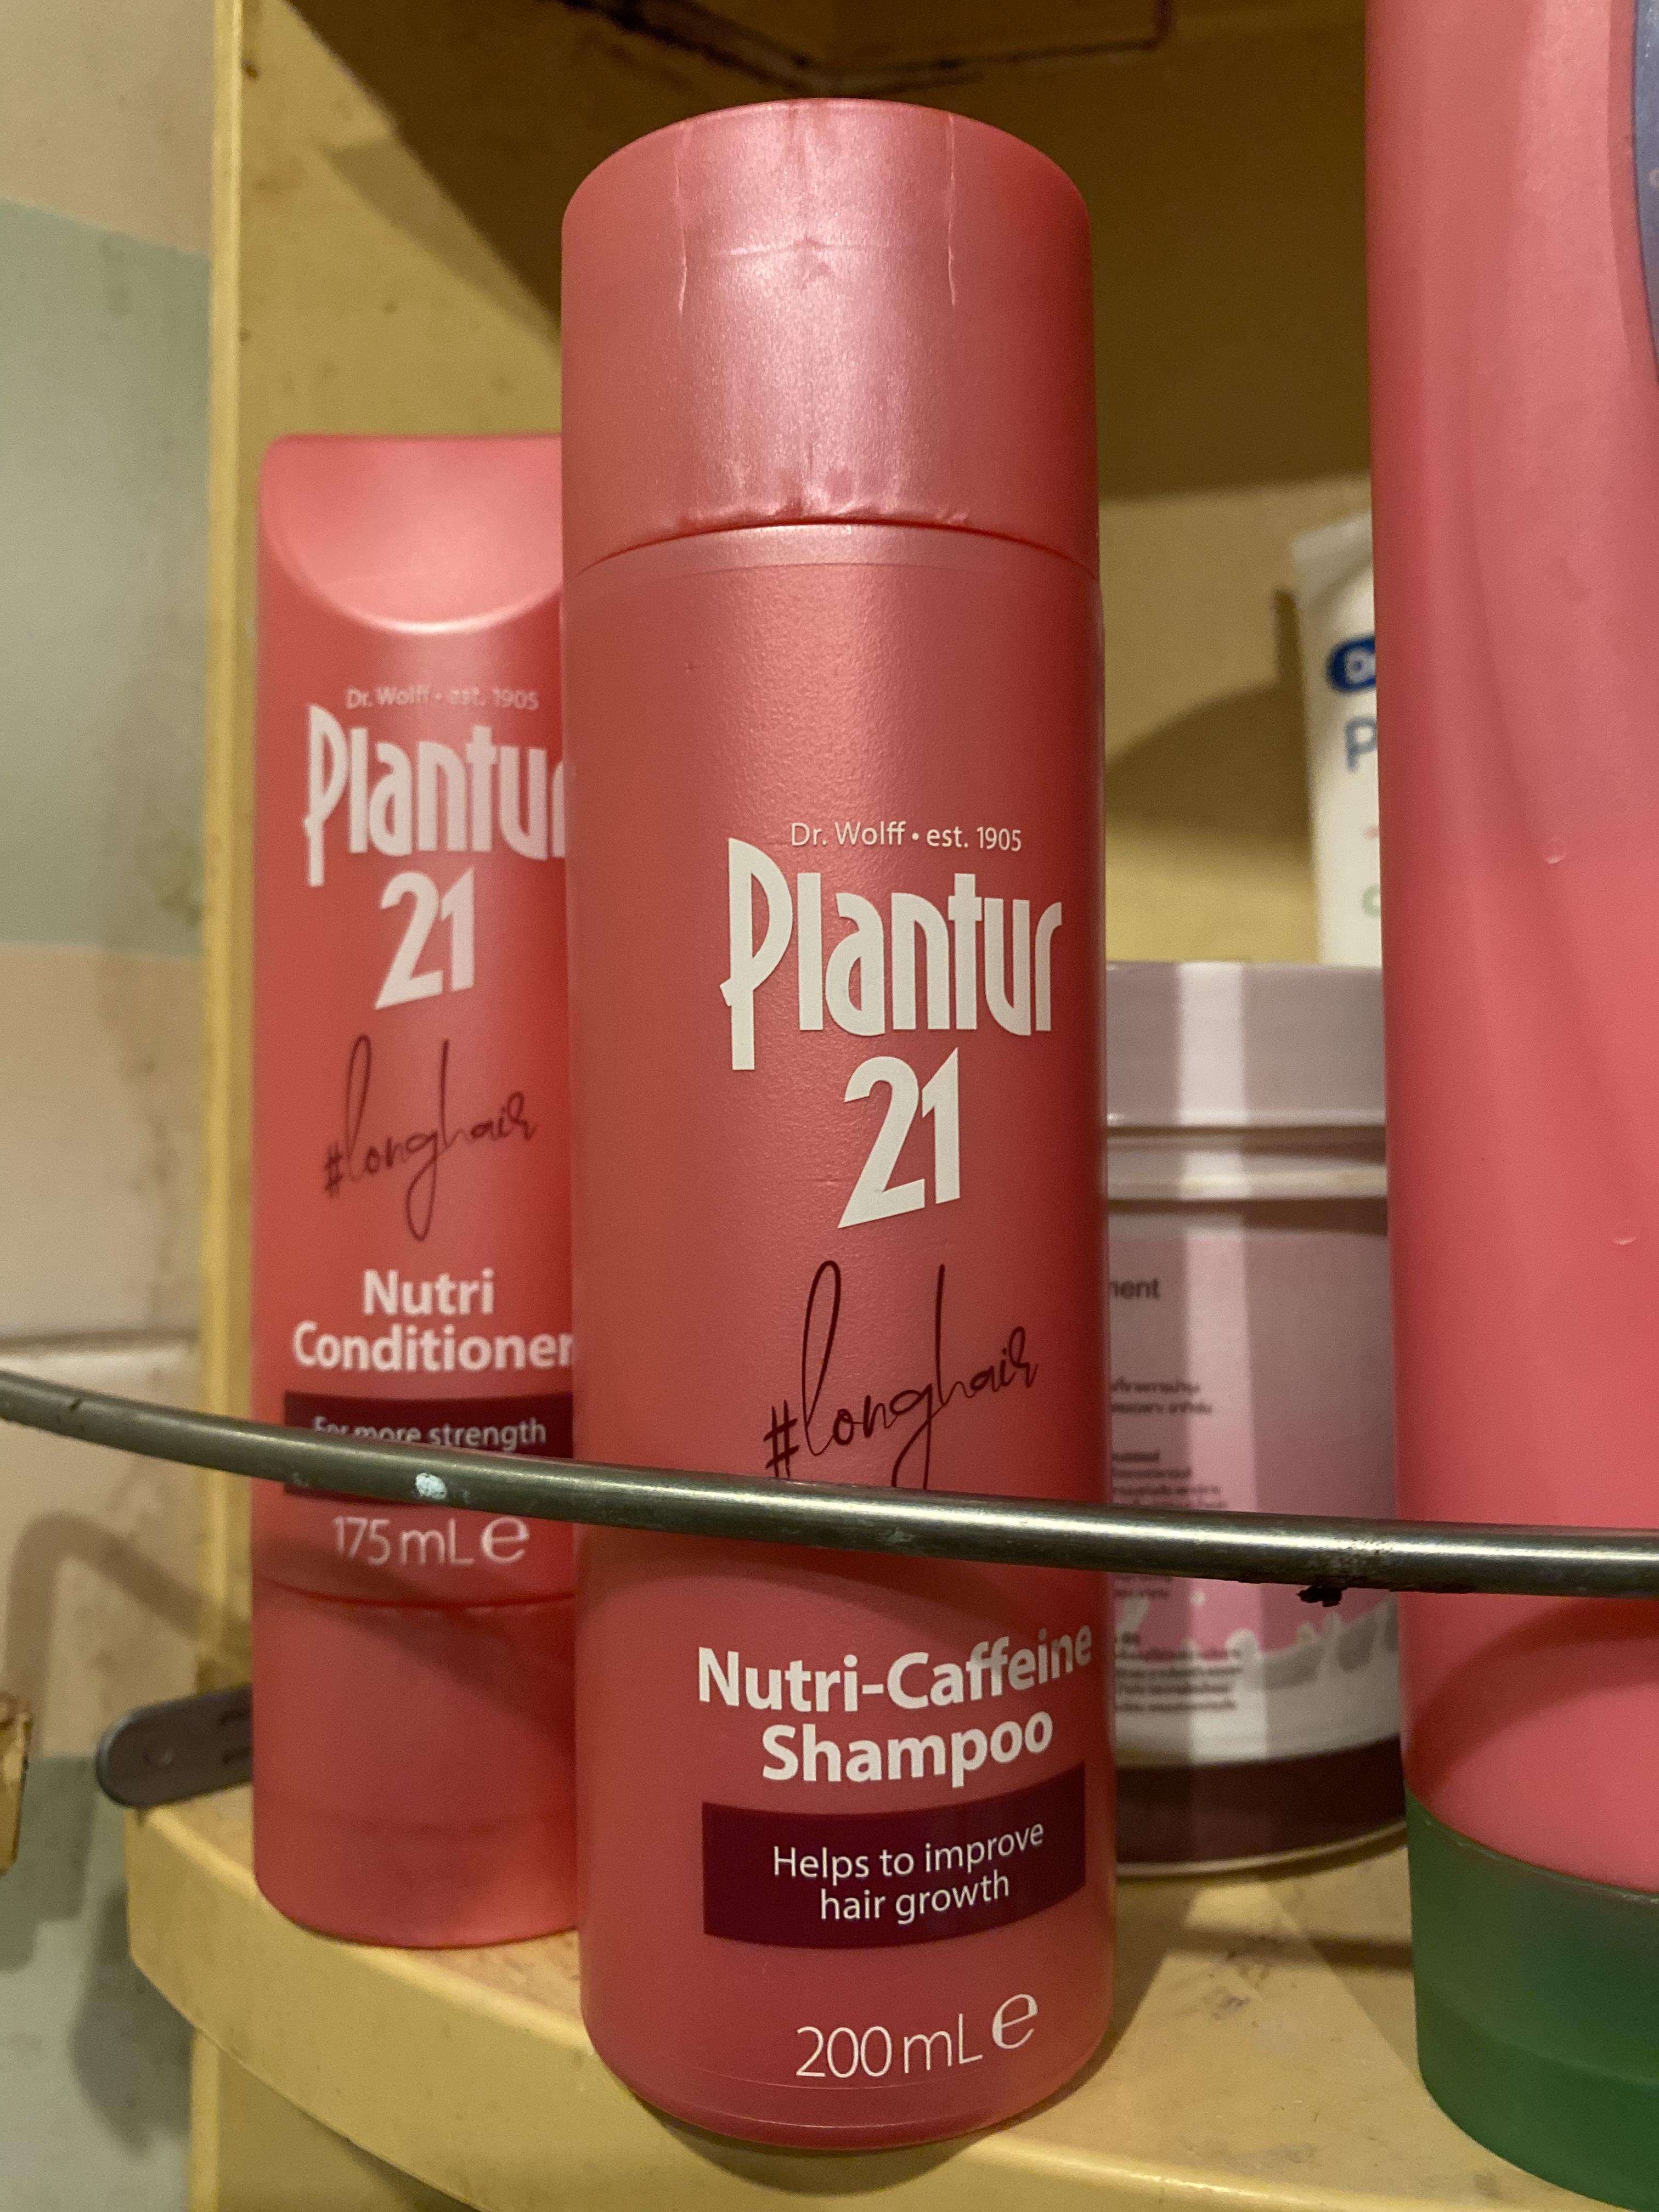 Dr. Wolff • est. 1905
Plantur
21
#longhair
Nutri
Conditioner
For more strength
175 mL e
Dr. Wolff • est. 1905
Plantur
21
#longhair
Nutri-Caffeine
Shampoo
Helps to improve
hair growth
200 mL e